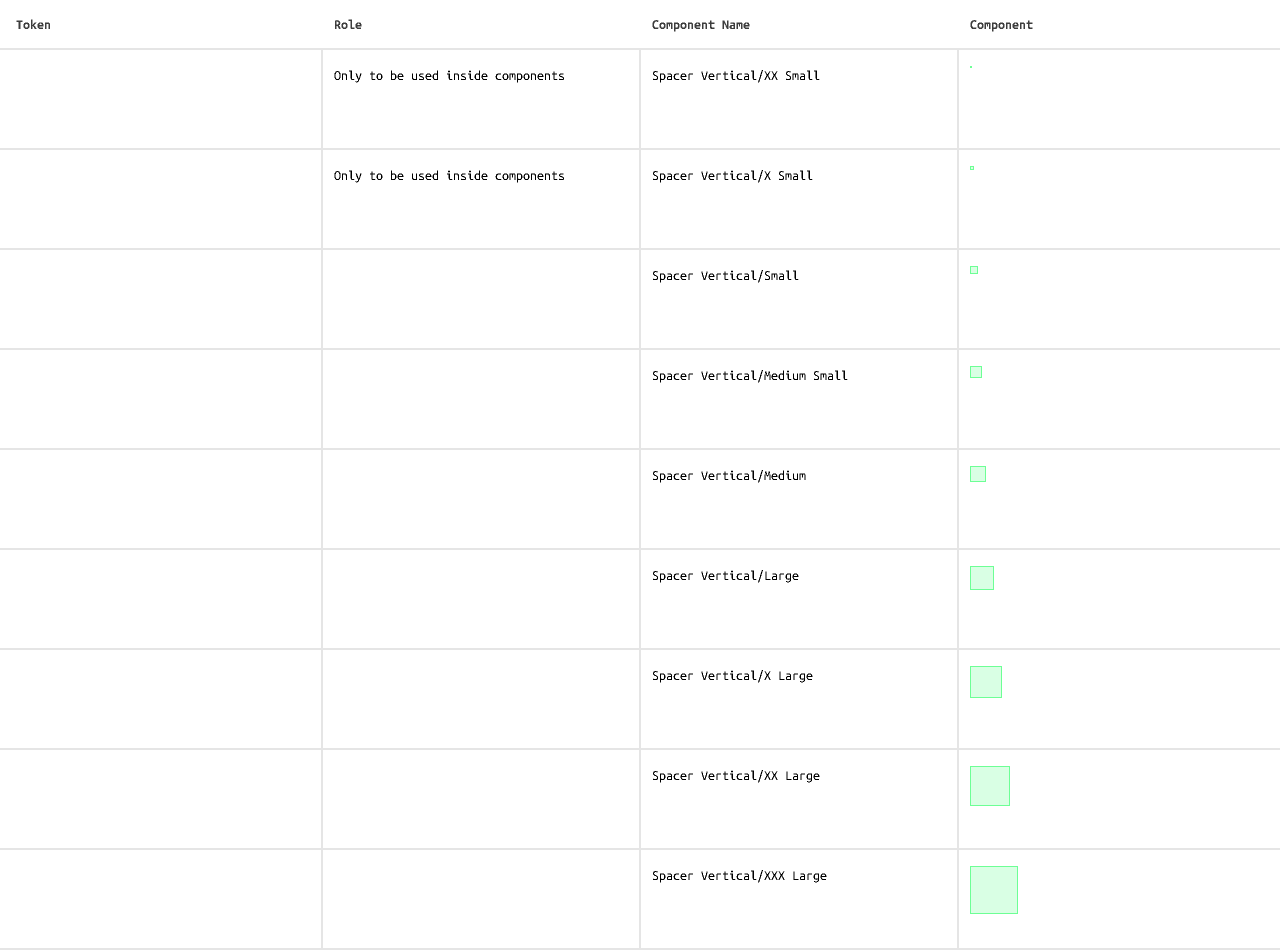 Token Role Component Name Component
Only to be used inside components Spacer Vertical/XX Small
Only to be used inside components Spacer Vertical/X Small
Spacer Vertical/Small
Spacer Vertical/Medium Small
Spacer Vertical/Medium
Spacer Vertical/Large
Spacer Vertical/X Large
Spacer Vertical/XX Large
Spacer Vertical/XXX Large